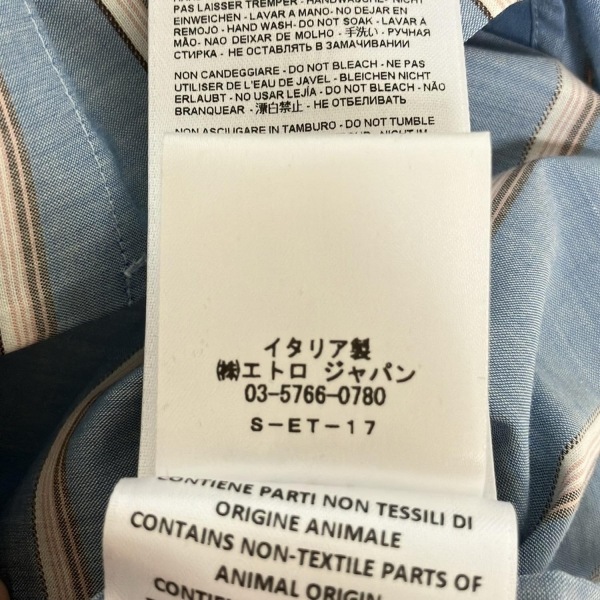 PAS LAISSER TREMPER - HANDWÄSCHE - NICHT
EINWEICHEN - LAVAR A MANO- NO DEJAR EN
REMOJO - HAND WASH - DO NOT SOAK - LAVAR A
MÃO - NAO DEIXAR DE MOLHO - 手洗い - РУЧНАЯ
СТИРКА - НЕ ОСТАВЛЯТЬ В ЗАМАЧИВАНИИ
NON CANDEGGIARE - DO NOT BLEACH - NE PAS
UTILISER DE L'EAU DE JAVEL - BLEICHEN NICHT
ERLAUBT - NO USAR LEJÍA - DO NOT BLEACH - NÃO
BRANQUEAR - 漂白禁止 - НЕ ОТБЕЛИВАТЬ
NON ASCIUGARE IN TAMBURO - DO NOT TUMBLE
イタリア製
㈱エトロ ジャパン
03-5766-0780
S-ET-17
CONTIENE PARTI NON TESSILI DI
ORIGINE ANIMALE
CONTAINS NON-TEXTILE PARTS OF
ANIMAL ORIGIN